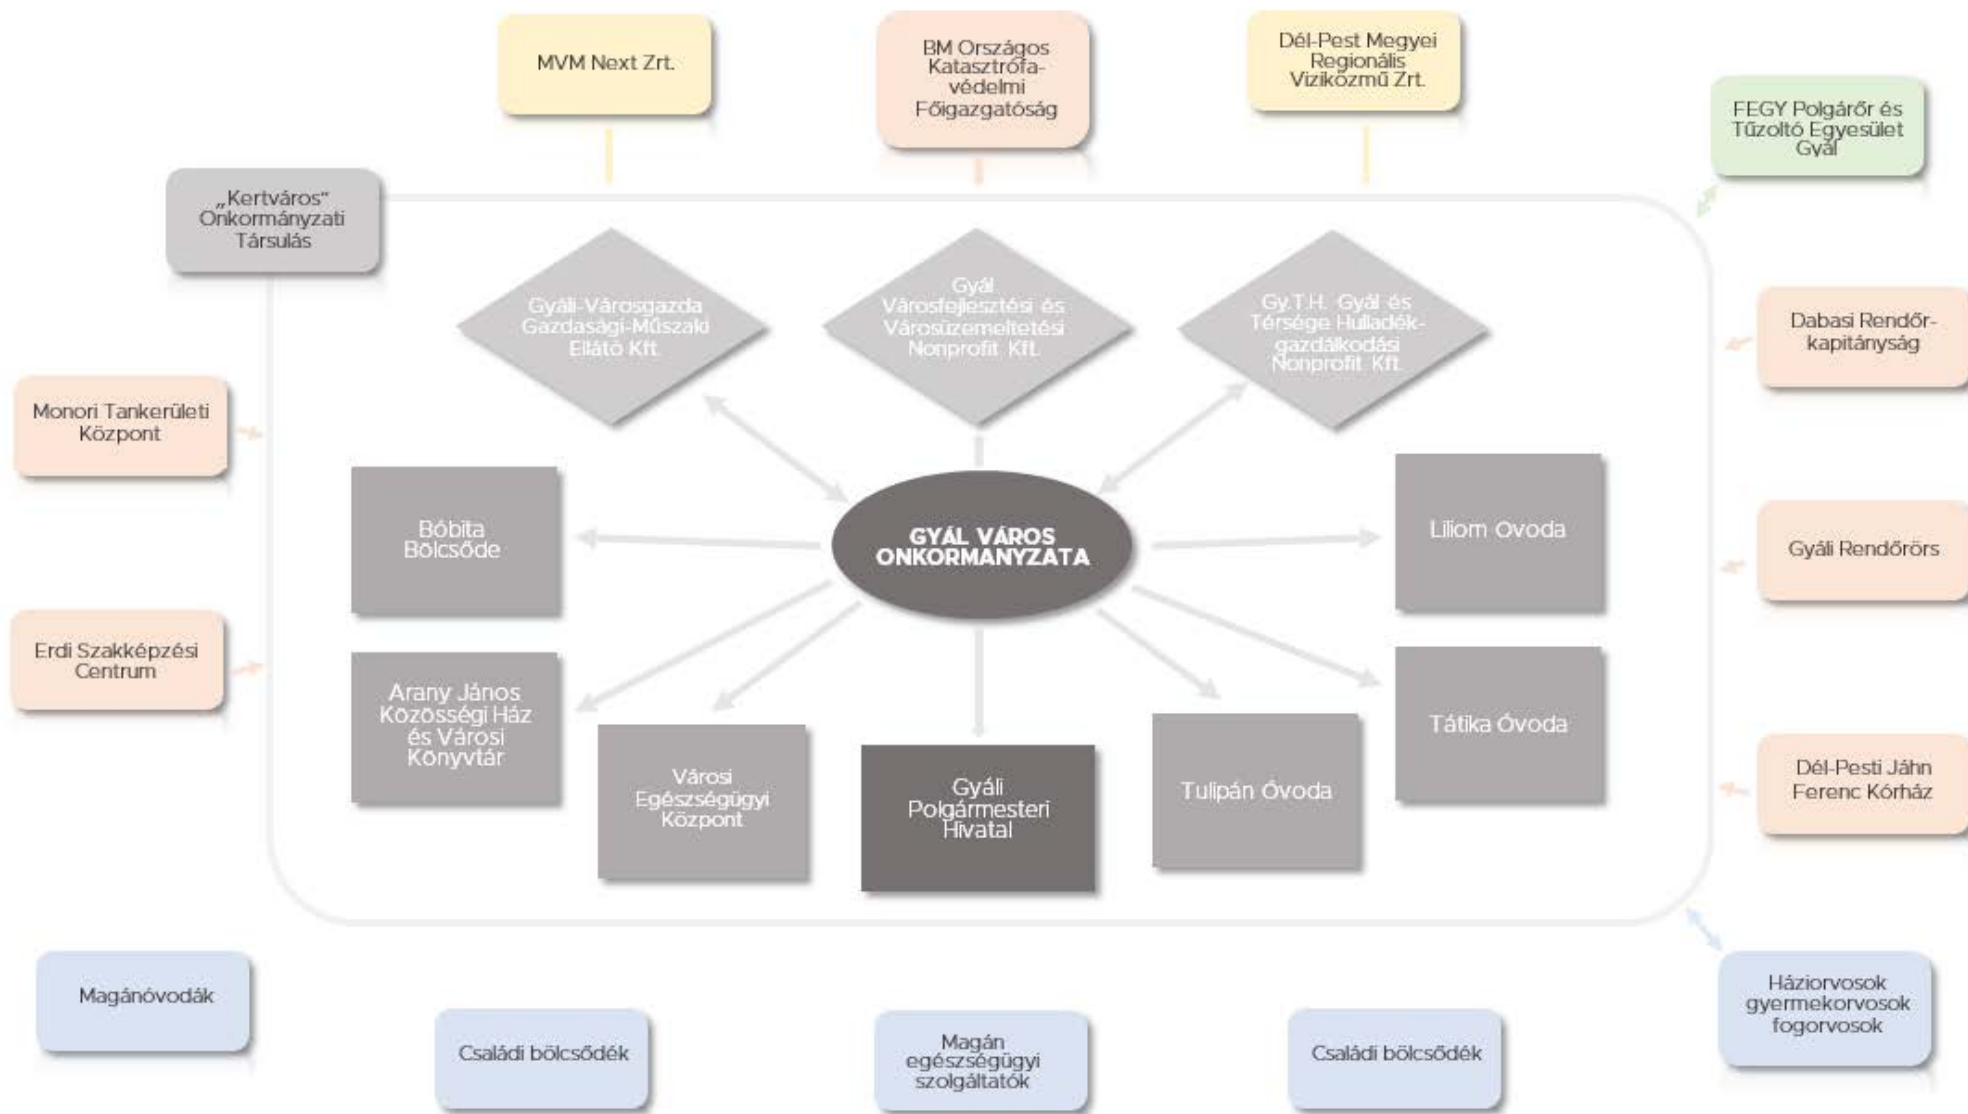 MVM Next Zrt.
BM Országos
Katasztrófa-
védelmi
Főigazgatóság
Dél-Pest Megyei
Regionális
Viziközmű Zrt.
FEGY Polgárőr és
Tűzoltó Egyesület
Gyál
„Kertváros"
Onkormányzati
Társulás
Gyáli-Városgazda
Gazdasági-Műszaki
Ellátó Kft.
Gyál
Városfejlesztési és
Városüzemeltetési
Nonprofit Kft.
Gy.T.H. Gyál és
Térsége Hulladék-
gazdálkodási
Nonprofit Kft.
Dabasi Rendőr-
kapitányság
Monori Tankerületi
Központ
Bóbita
Bölcsőde
GYÁL VÁROS
ONKORMANYZATA
Liliom Ovoda
Gyáli Rendőrörs
Erdi Szakképzési
Centrum
Arany János
Közösségi Ház
és Városi
Könyvtár
Városi
Egészségügyi
Központ
Gyáli
Polgármesteri
Hivatal
Tulipán Óvoda
Tátika Óvoda
Dél-Pesti Jáhn
Ferenc Kórház
Magánóvodák
Családi bölcsődék
Magán
egészségügyi
szolgáltatók
Családi bölcsődék
Háziorvosok
gyermekorvosok
fogorvosok